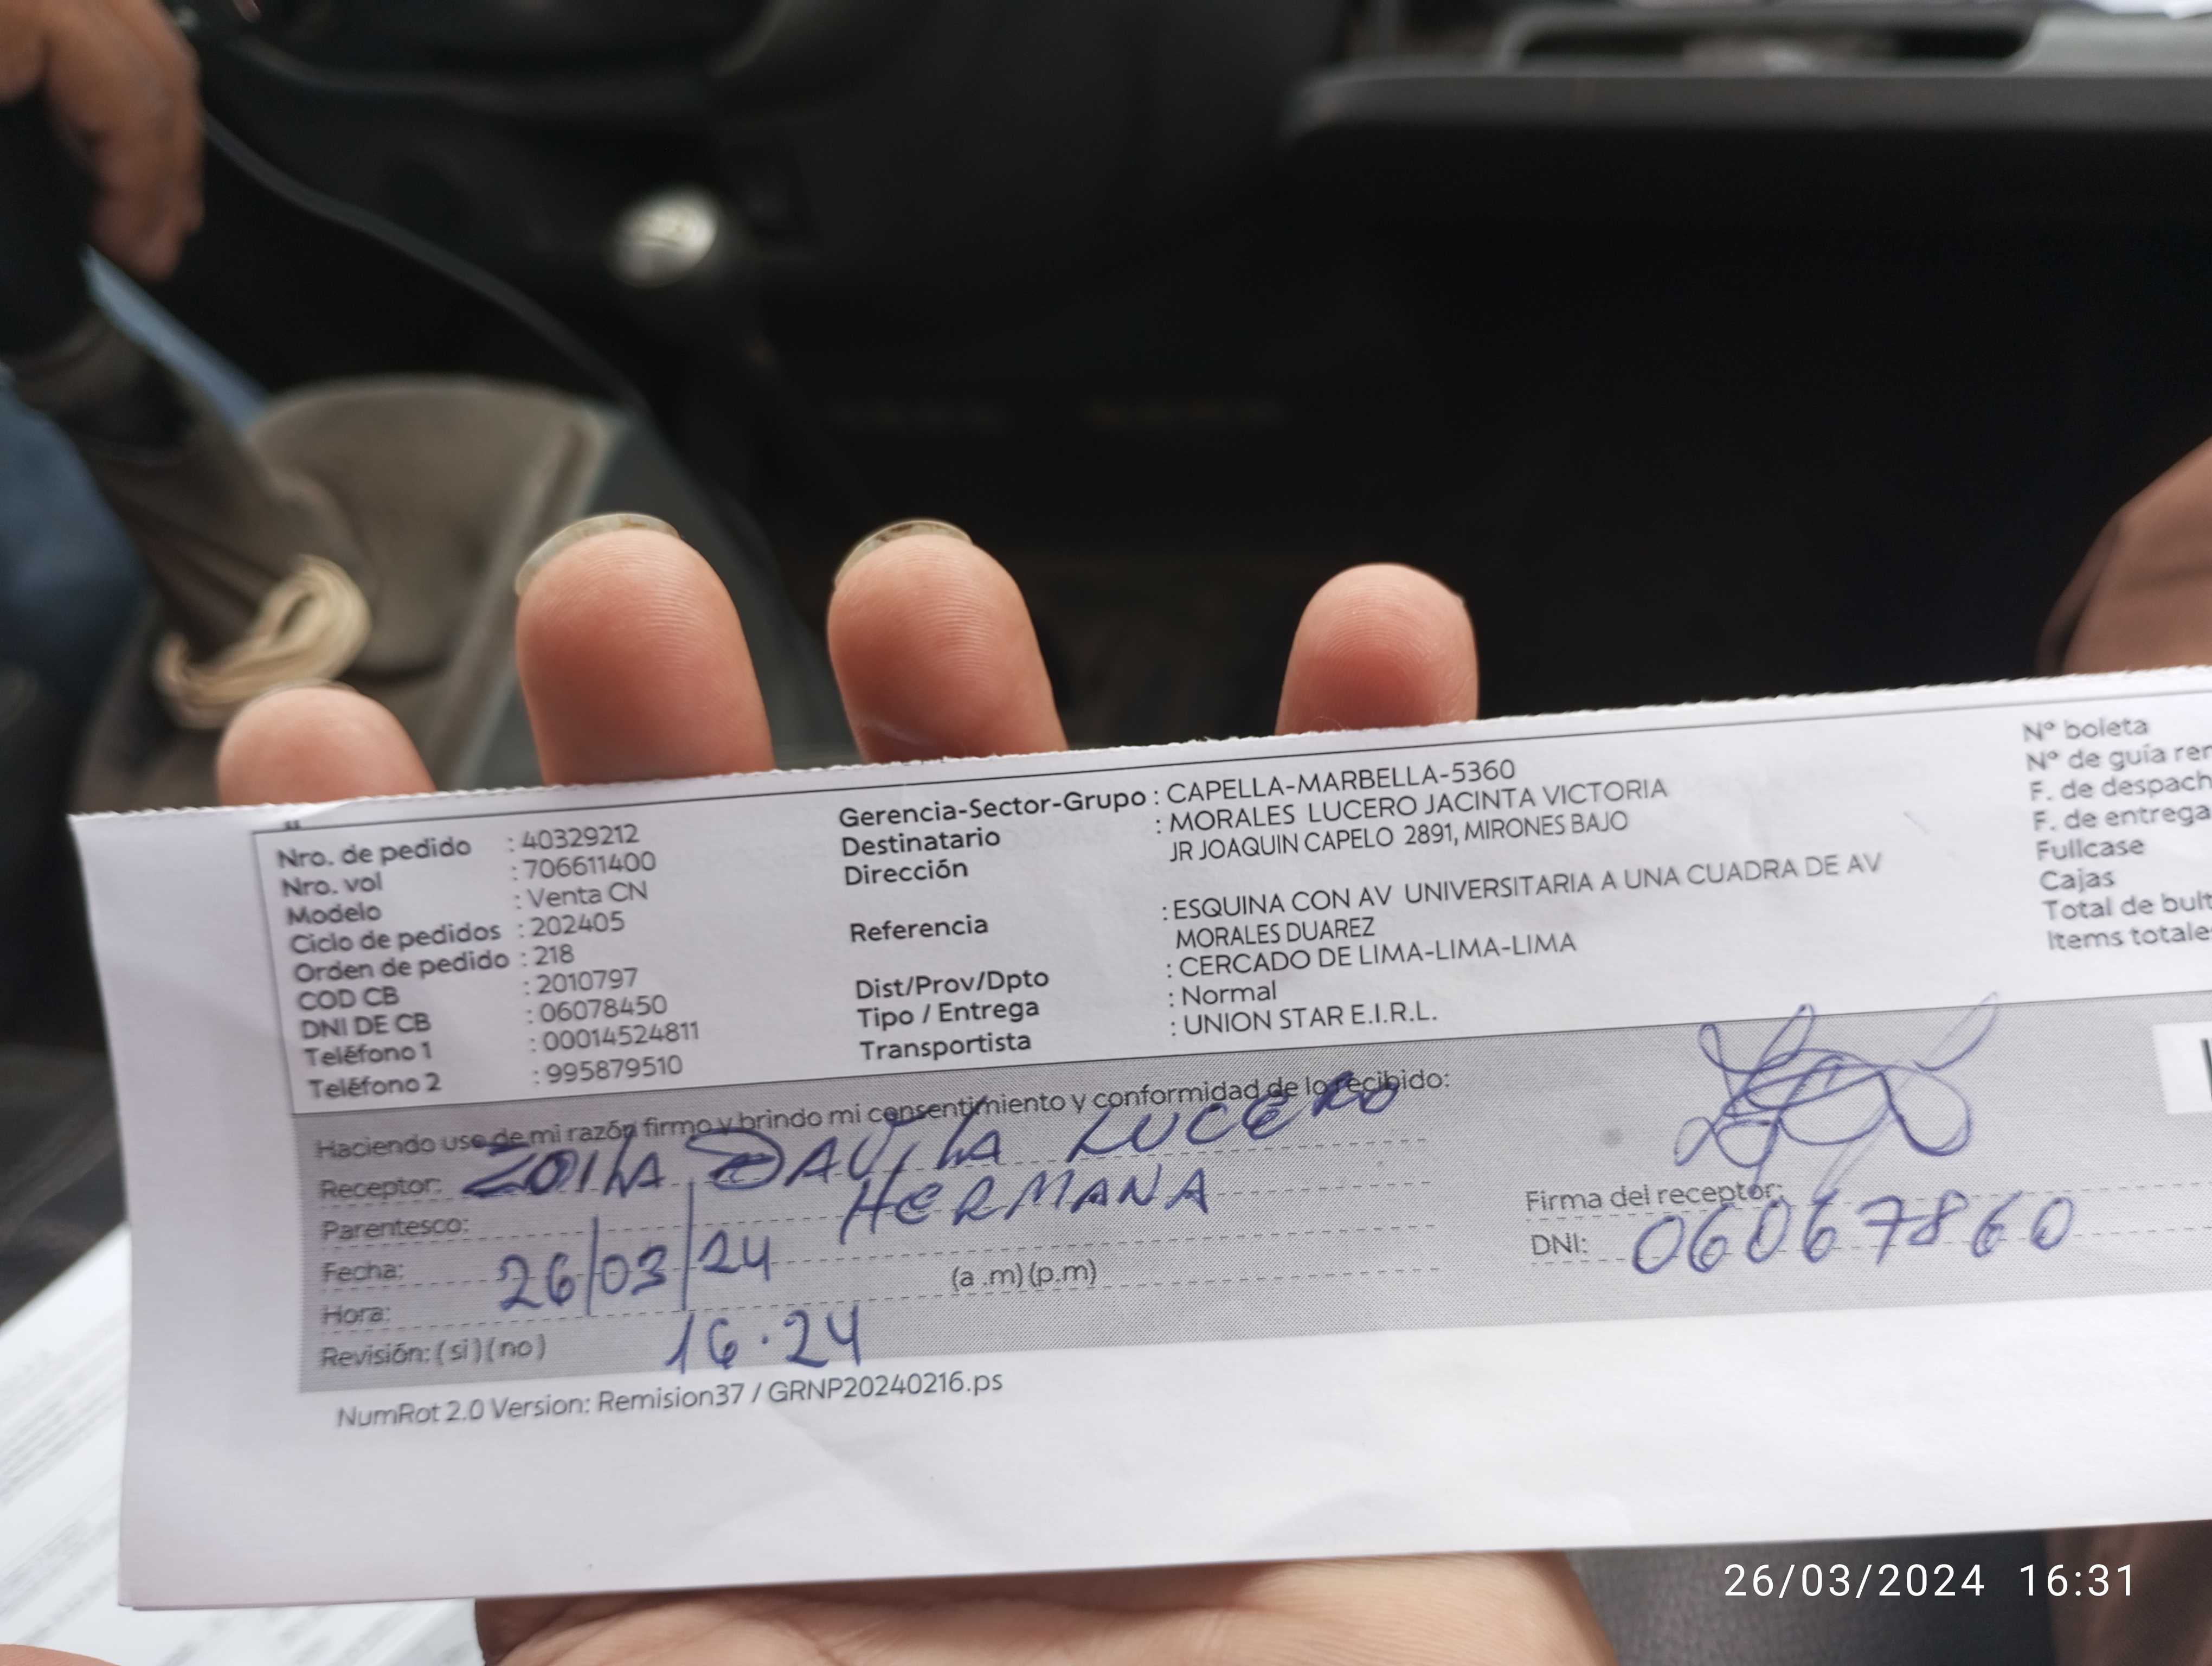 Nro. de pedido : 40329212
Nro. vol : 706611400
Modelo : Venta CN
Ciclo de pedidos : 202405
Orden de pedido : 218
COD CB : 2010797
DNI DE CB : 06078450
Teléfono 1 : 00014524811
Teléfono 2 : 995879510
Gerencia-Sector-Grupo : CAPELLA-MARBELLA-5360
Destinatario : MORALES LUCERO JACINTA VICTORIA
Dirección JR JOAQUIN CAPELO 2891, MIRONES BAJO
Referencia : ESQUINA CON AV UNIVERSITARIA A UNA CUADRA DE AV
MORALES DUAREZ
Dist/Prov/Dpto : CERCADO DE LIMA-LIMA-LIMA
Tipo / Entrega : Normal
Transportista : UNION STAR E.I.R.L.
N° boleta
N° de guía rem
F. de despach
F. de entrega
Fullcase
Cajas
Total de bult
Items totale
Haciendo uso de mi razón firmo y brindo mi consentimiento y conformidad de lo recibido:
Receptor: ZOILA DAVILA LUCERO
Parentesco: HERMANA
Fecha: 26/03/24
Hora: (a .m) (p.m)
16.24
Revisión: ( si ) ( no )
Firma del receptor:
DNI: 06067860
NumRot 2.0 Version: Remision37 / GRNP20240216.ps
26/03/2024 16:31